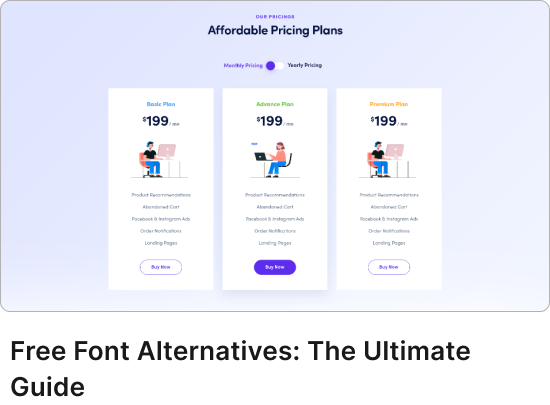 OUR PRICINGS
Affordable Pricing Plans
Monthly Pricing Yearly Pricing
Basic Plan
$199 / mo
Product Recommendations
Abandoned Cart
Facebook & Instagram Ads
Order Notifications
Landing Pages
Buy Now
Advance Plan
$199 / mo
Product Recommendations
Abandoned Cart
Facebook & Instagram Ads
Order Notifications
Landing Pages
Buy Now
Premium Plan
$199 / mo
Product Recommendations
Abandoned Cart
Facebook & Instagram Ads
Order Notifications
Landing Pages
Buy Now
Free Font Alternatives: The Ultimate
Guide